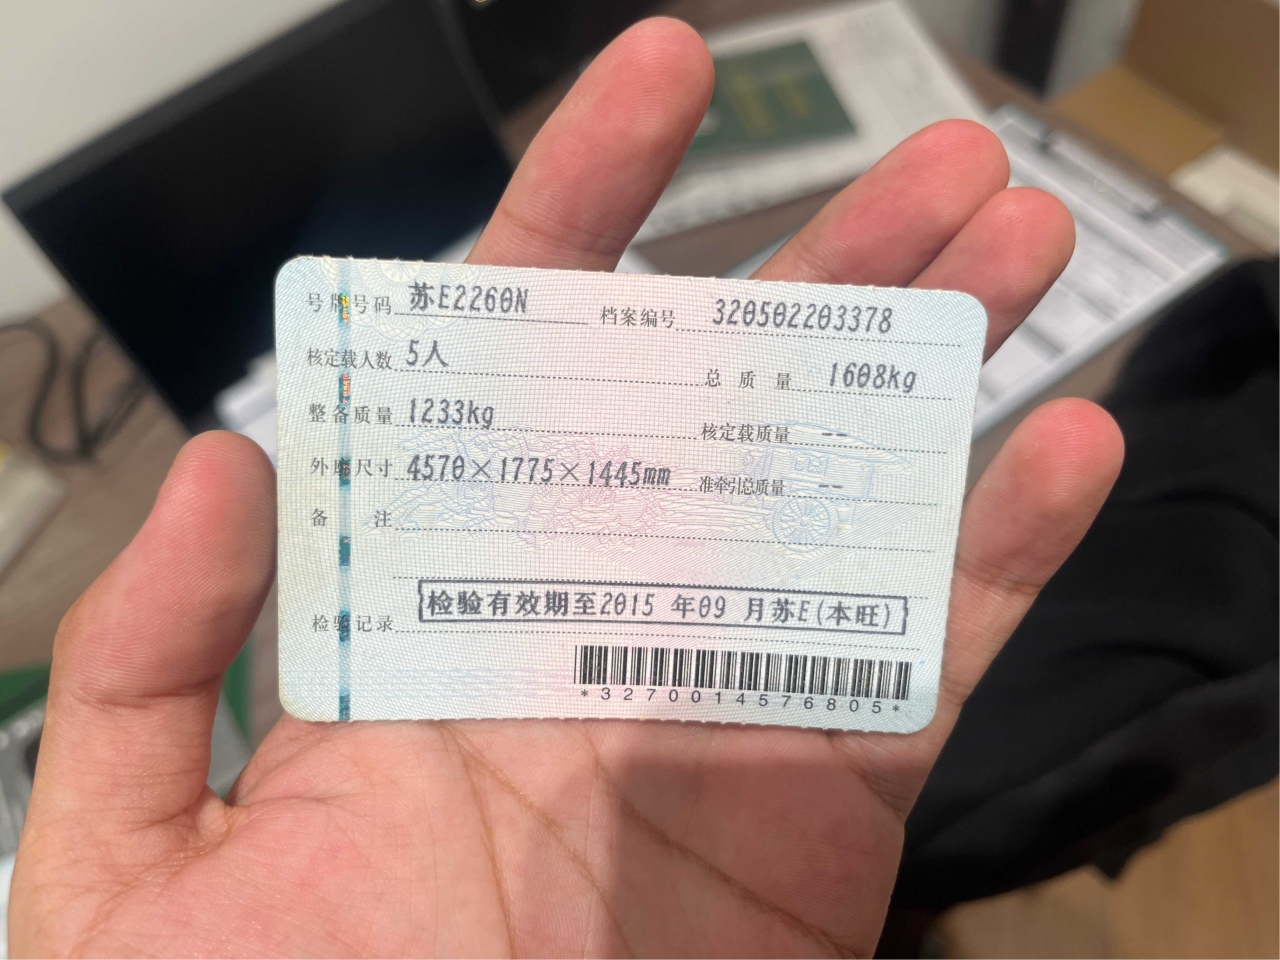 号牌号码 苏E2260N 档案编号 320502203378
核定载人数 5人 总质量 1608kg
整备质量 1233kg 核定载质量 --
外廓尺寸 4570×1775×1445mm 准牵引总质量 --
备注
检验记录 检验有效期至2015 年09 月苏E(本旺)
*3270014576805*